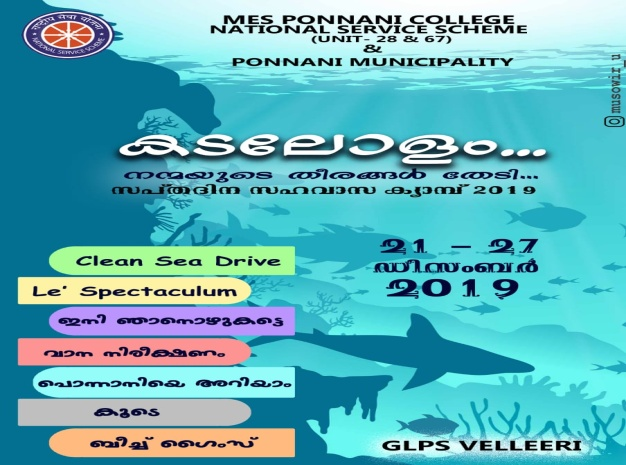 MES PONNANI COLLEGE
NATIONAL SERVICE SCHEME
(UNIT- 28 & 67)
&
PONNANI MUNICIPALITY
राष्ट्रीय सेवा योजना
NATIONAL SERVICE SCHEME
musowir_u
കടലോളം...
നന്മയുടെ തീരങ്ങൾ തേടി...
സപ്തദിന സഹവാസ ക്യാമ്പ് 2019
21 - 27
ഡിസംബർ
2019
Clean Sea Drive
Le' Spectaculum
ഇനി ഞാനൊഴുകട്ടെ
വാന നിരീക്ഷണം
പൊന്നാനിയെ അറിയാം
കൂടെ
ബീച്ച് ഗൈംസ്
GLPS VELLEERI